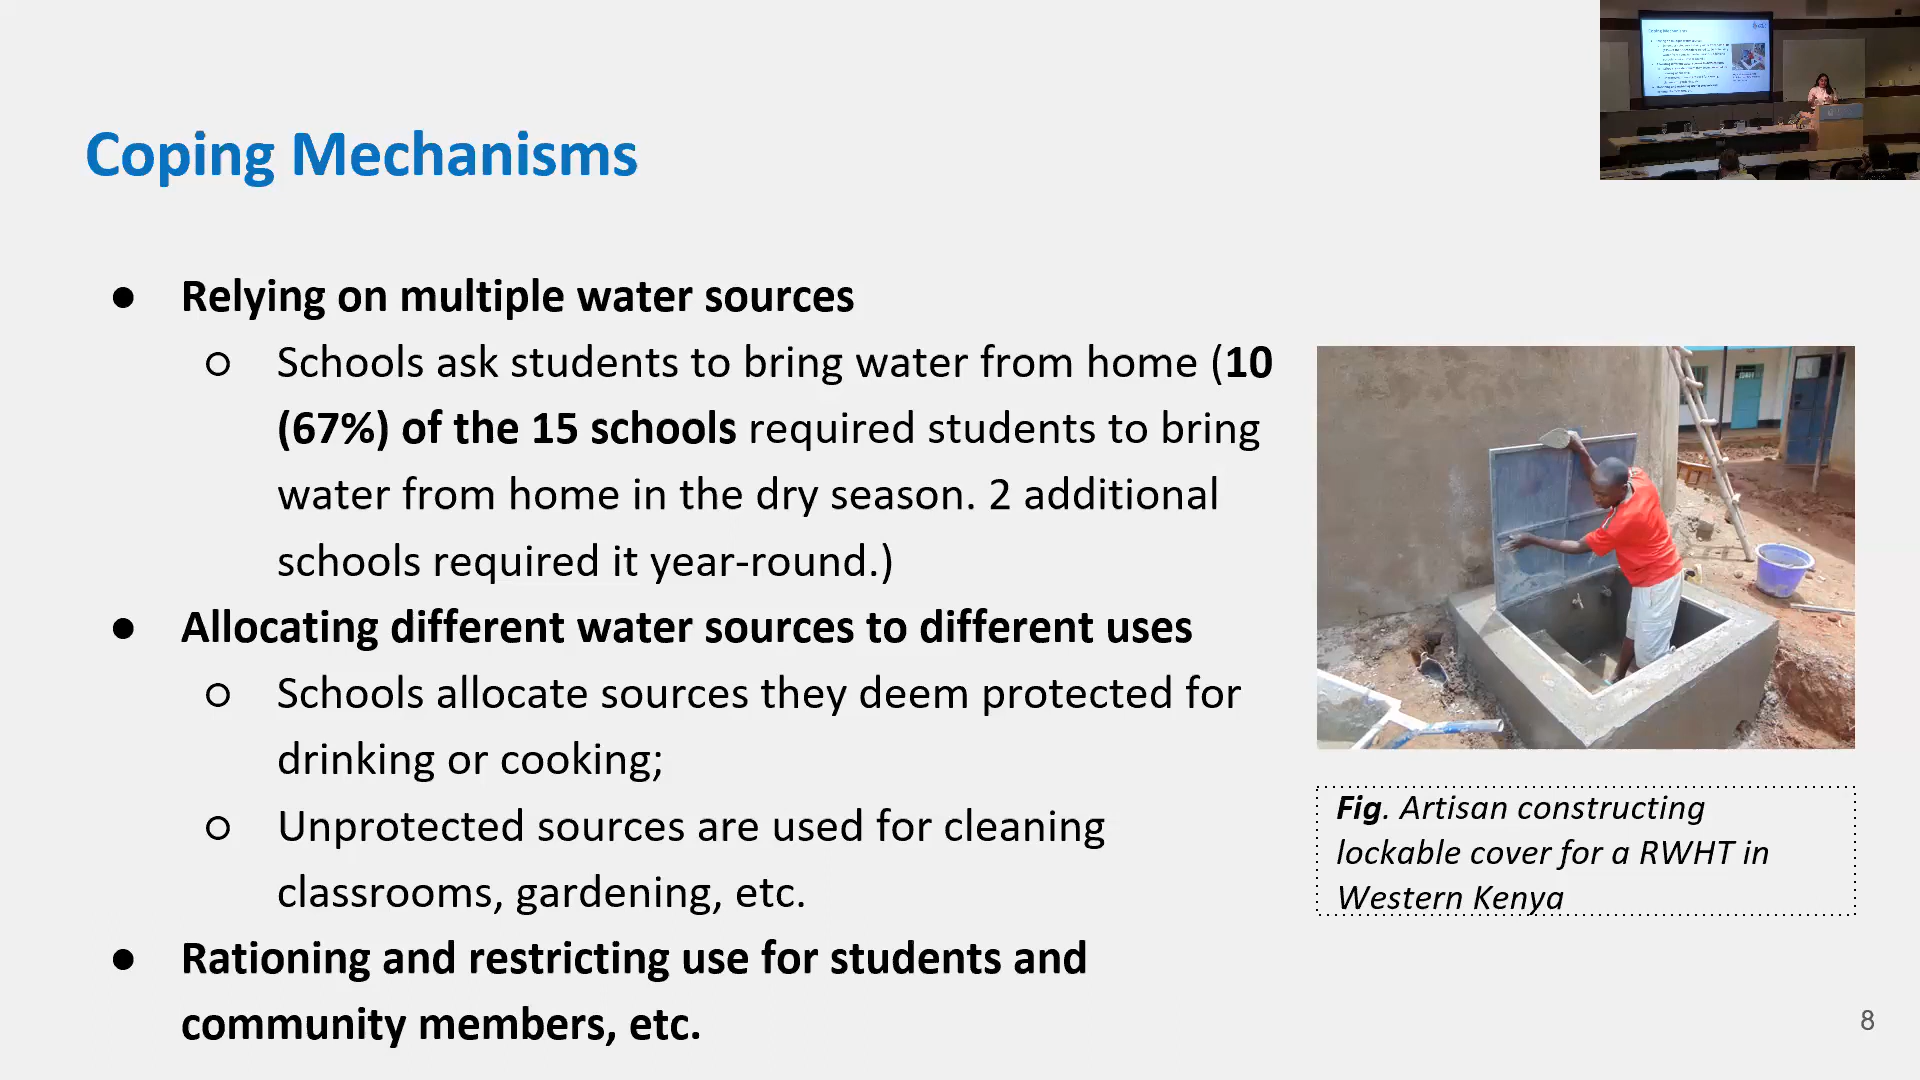 Coping Mechanisms
● Relying on multiple water sources
○ Schools ask students to bring water from home (10
(67%) of the 15 schools required students to bring
water from home in the dry season. 2 additional
schools required it year-round.)
● Allocating different water sources to different uses
○ Schools allocate sources they deem protected for
drinking or cooking;
○ Unprotected sources are used for cleaning
classrooms, gardening, etc.
● Rationing and restricting use for students and
community members, etc.
Fig. Artisan constructing
lockable cover for a RWHT in
Western Kenya
8
Coping Mechanisms